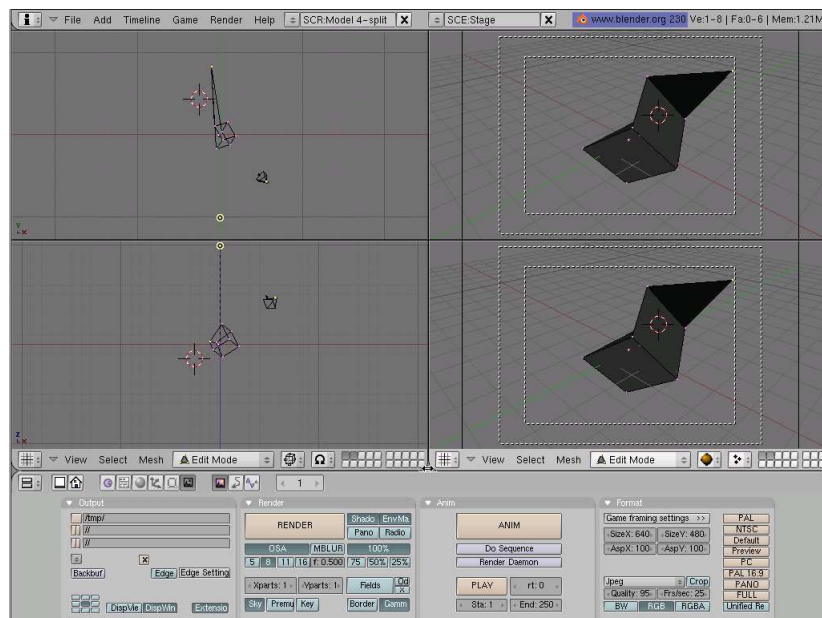 File Add Timeline Game Render Help SCR:Model 4-split X SCE:Stage X www.blender.org 230 Ve:1-8 | Fa:0-6 | Mem:1.21M
Y
X
Z
X
View Select Mesh Edit Mode View Select Mesh Edit Mode
1
Output Render Anim Format
/tmp/
//
//
Backbuf Edge Edge Setting
DispVie DispWin Extensio
RENDER
Shado EnvMa
Pano Radio
OSA MBLUR 100%
5 8 11 16 f: 0.500 75 50% 25%
Xparts: 1 Yparts: 1 Fields Od
X
Sky Premu Key Border Gamm
ANIM
Do Sequence
Render Daemon
PLAY rt: 0
Sta: 1 End: 250
Game framing settings >>
SizeX: 640 SizeY: 480
AspX: 100 AspY: 100
Jpeg Crop
Quality: 95 Frs/sec: 25
BW RGB RGBA
PAL
NTSC
Default
Preview
PC
PAL 16:9
PANO
FULL
Unified Re